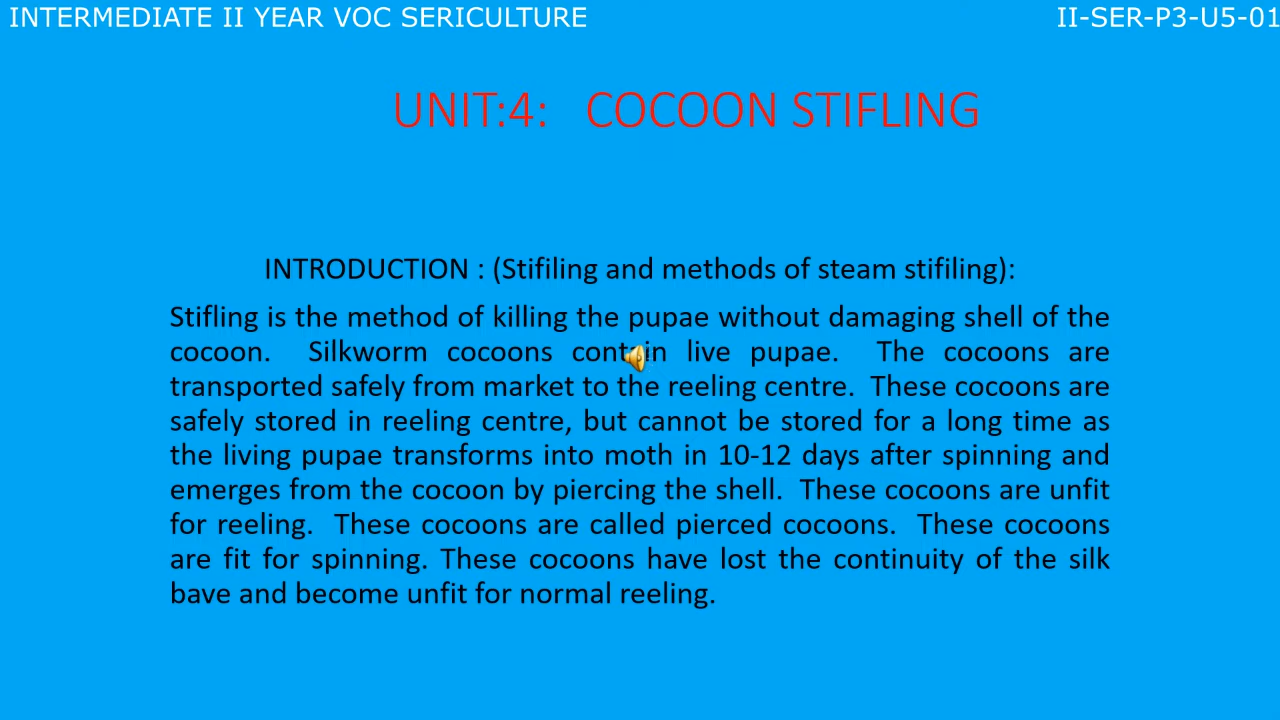 INTERMEDIATE II YEAR VOC SERICULTURE
II-SER-P3-U5-01
UNIT:4: COCOON STIFLING
INTRODUCTION : (Stifiling and methods of steam stifiling):
Stifling is the method of killing the pupae without damaging shell of the
cocoon. Silkworm cocoons contain live pupae. The cocoons are
transported safely from market to the reeling centre. These cocoons are
safely stored in reeling centre, but cannot be stored for a long time as
the living pupae transforms into moth in 10-12 days after spinning and
emerges from the cocoon by piercing the shell. These cocoons are unfit
for reeling. These cocoons are called pierced cocoons. These cocoons
are fit for spinning. These cocoons have lost the continuity of the silk
bave and become unfit for normal reeling.